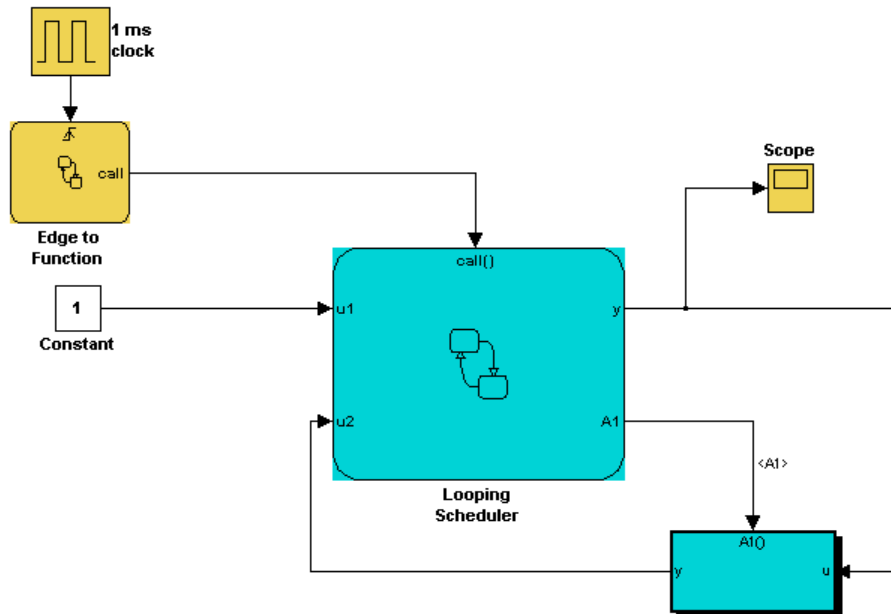 1 ms
clock
call
Edge to
Function
Scope
call()
1
Constant
u1
y
u2
A1
<A1>
Looping
Scheduler
A1()
y
u